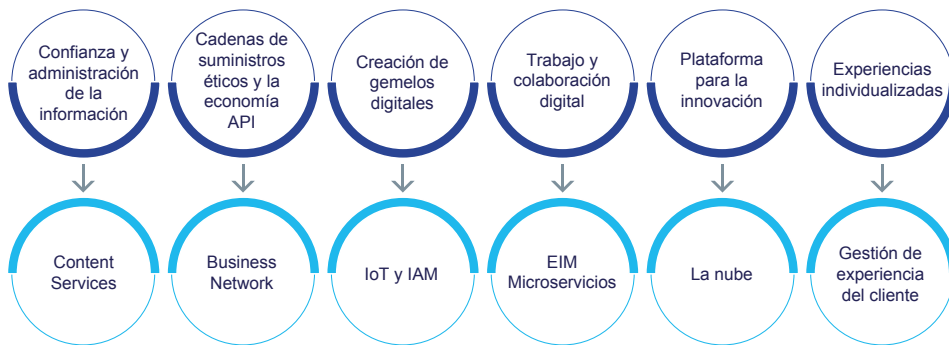 Confianza y
administración
de la
información
Cadenas de
suministros
éticos y la
economía
API
Creación de
gemelos
digitales
Trabajo y
colaboración
digital
Plataforma
para la
innovación
Experiencias
individualizadas
Content
Services
Business
Network
IoT y IAM
EIM
Microservicios
La nube
Gestión de
experiencia
del cliente